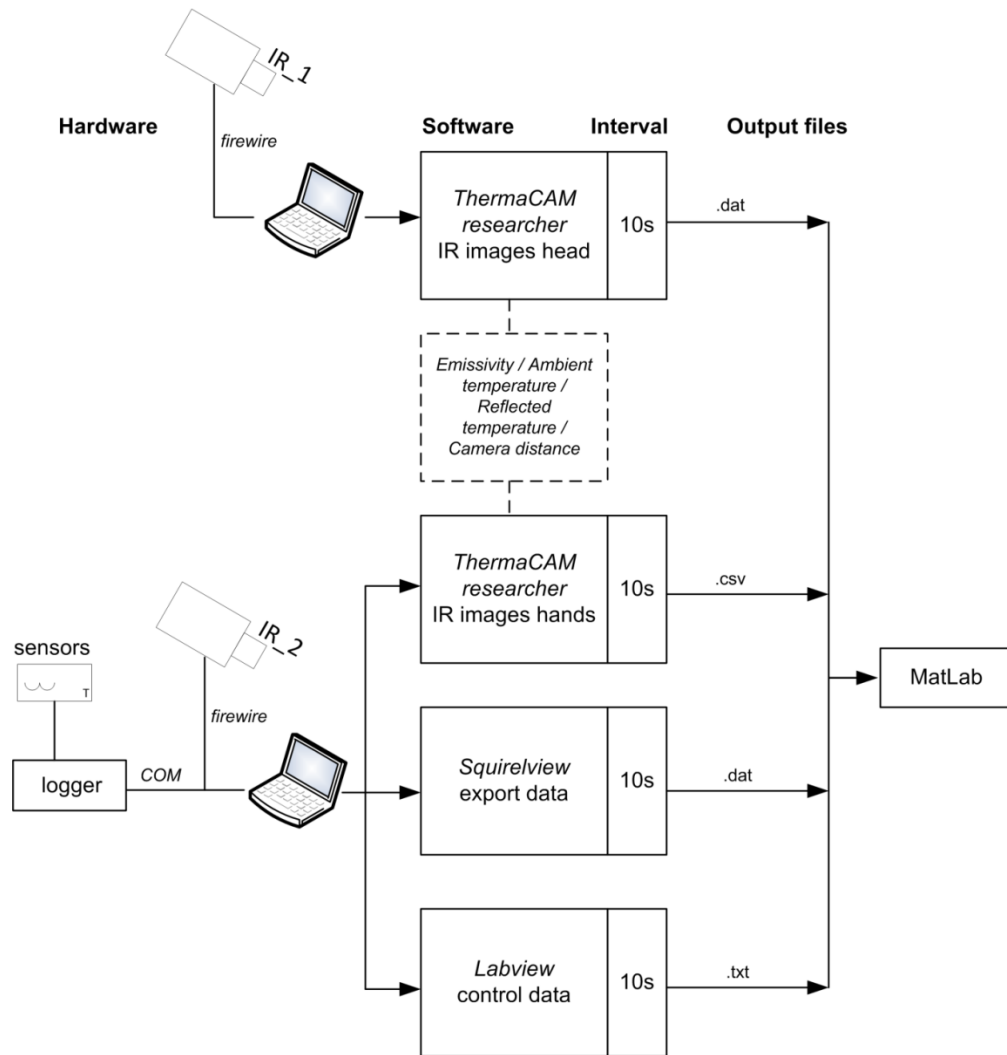 IR_1
Hardware
Software
Interval
Output files
firewire
ThermaCAM
researcher
IR images head
10s
.dat
Emissivity / Ambient
temperature /
Reflected
temperature /
Camera distance
ThermaCAM
researcher
IR images hands
10s
.csv
IR_2
sensors
T
firewire
MatLab
logger
COM
Squirelview
export data
10s
.dat
Labview
control data
10s
.txt